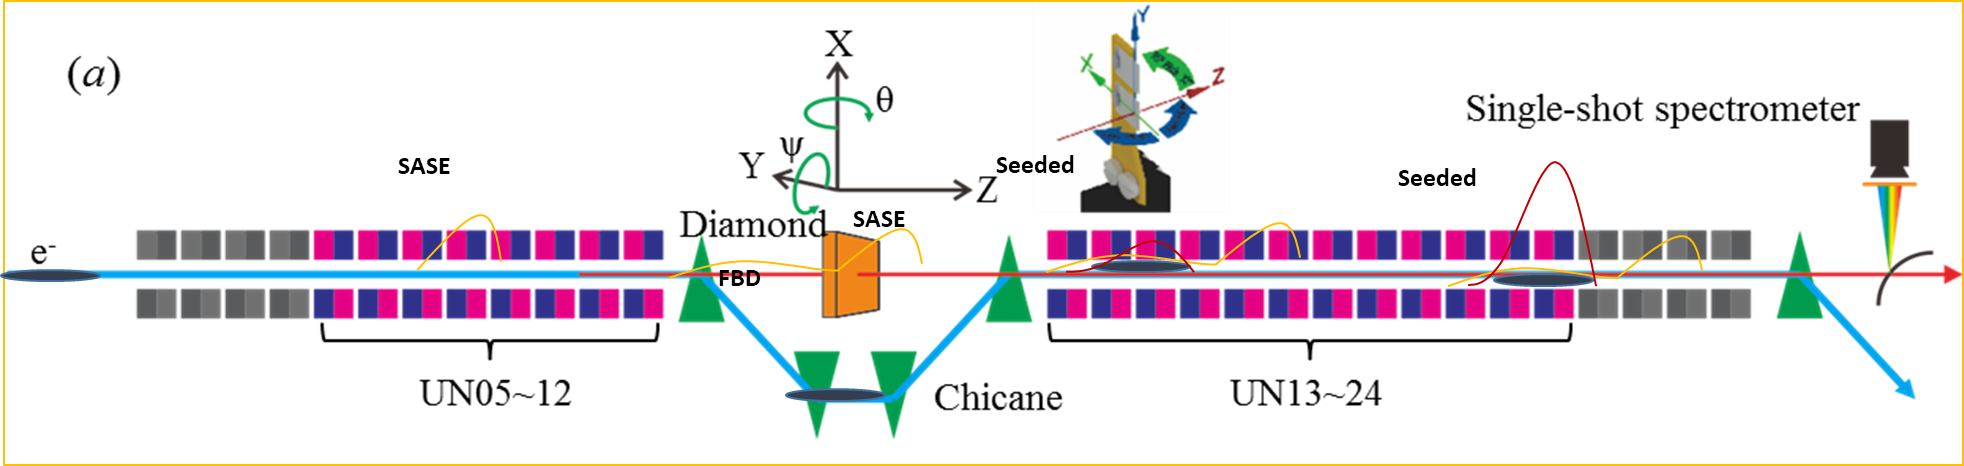 (a)
X
θ
Single-shot spectrometer
SASE
Y
ψ
Z
Seeded
Y
X
Z
Seeded
e-
Diamond
SASE
FBD
UN05~12
Chicane
UN13~24